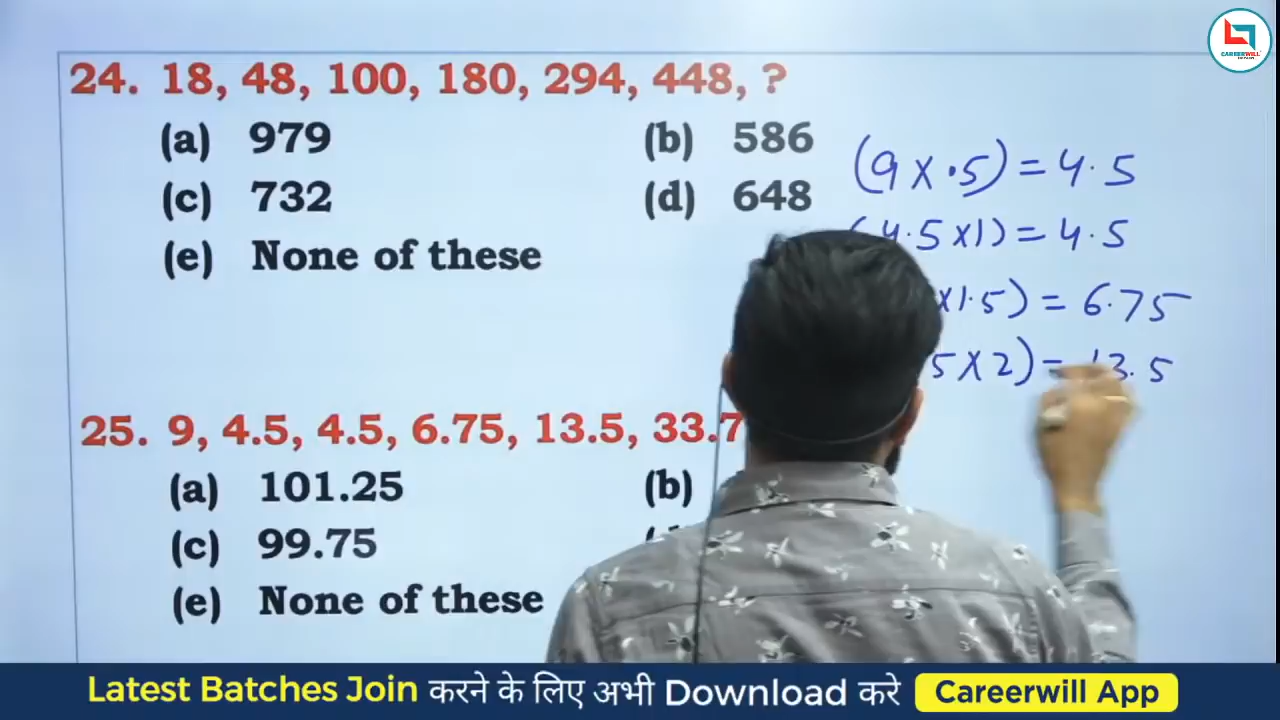 CAREERWILL
24. 18, 48, 100, 180, 294, 448, ?
(a) 979 (b) 586
(c) 732 (d) 648
(e) None of these
(9 × .5) = 4.5
(4.5 × 1) = 4.5
× 1.5) = 6.75
5 × 2) = 13.5
25. 9, 4.5, 4.5, 6.75, 13.5, 33.7
(a) 101.25 (b)
(c) 99.75
(e) None of these
Latest Batches Join करने के लिए अभी Download करे Careerwill App